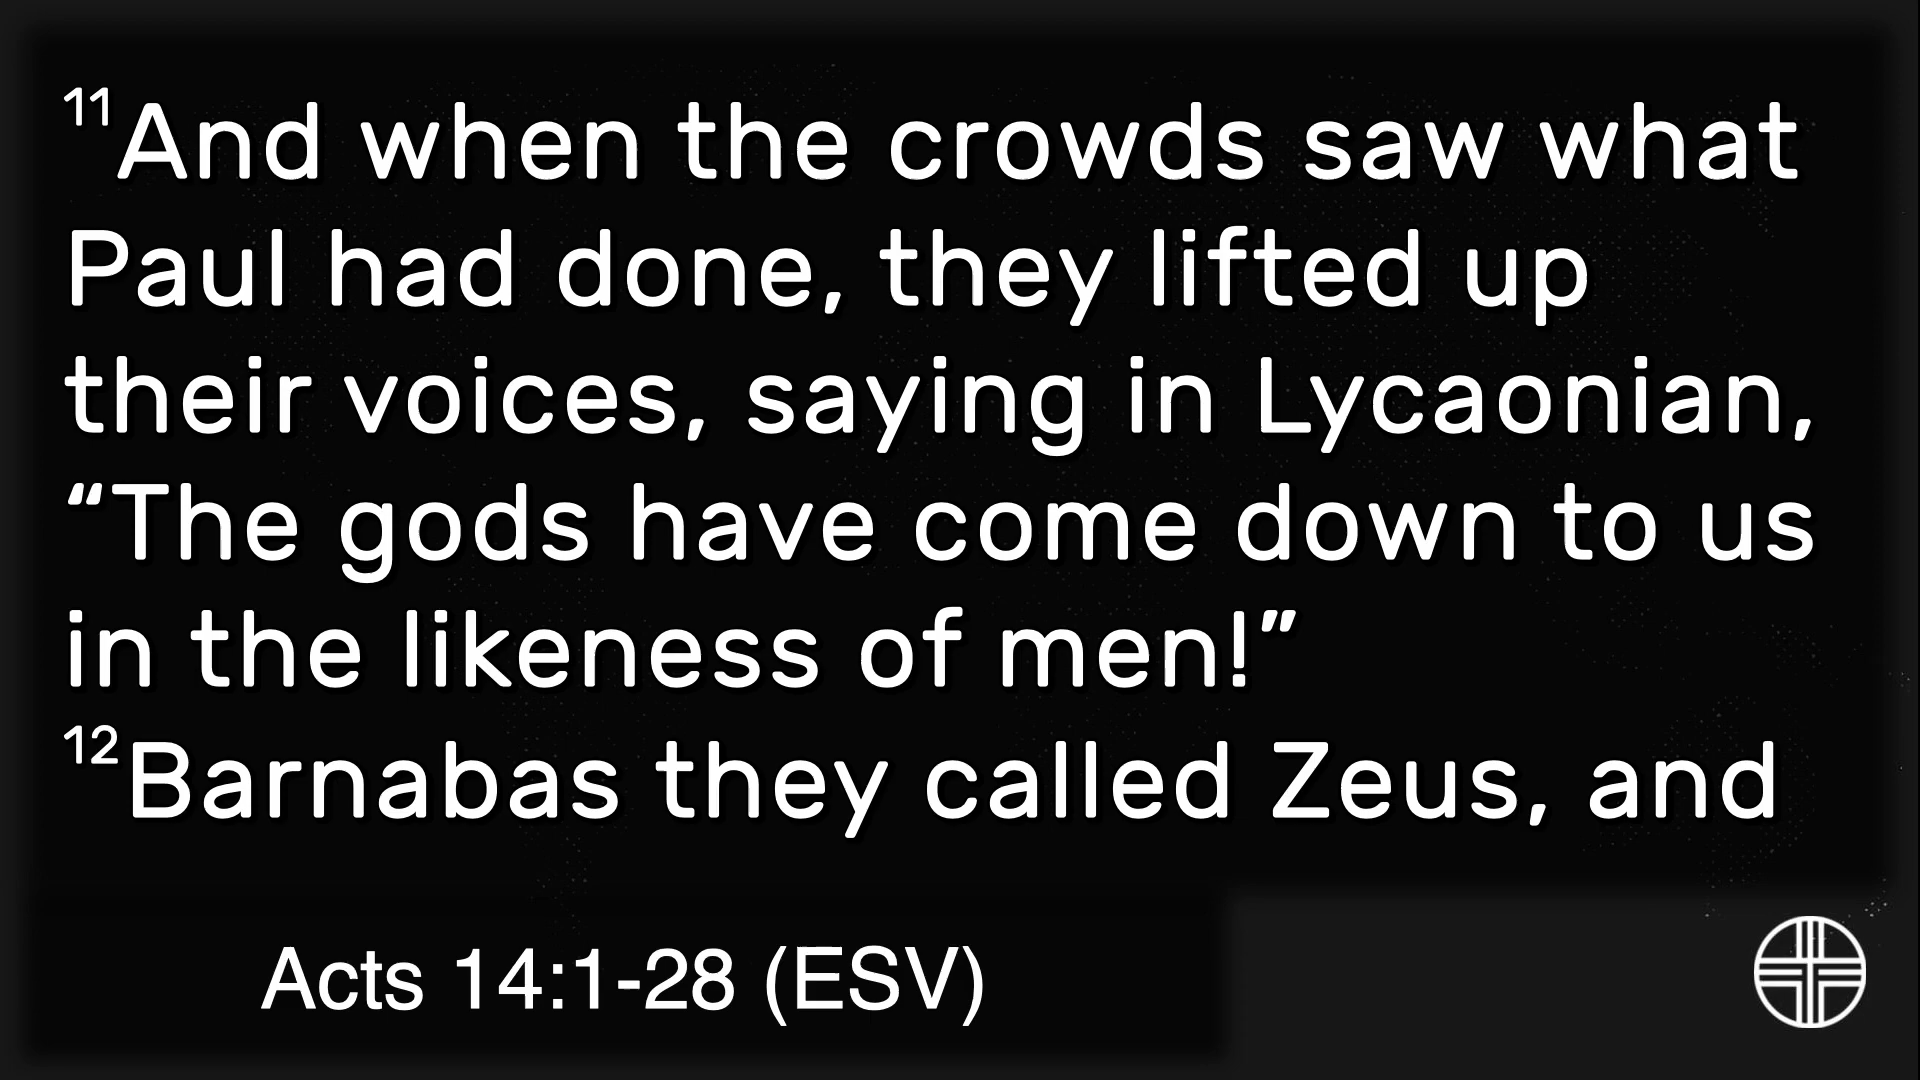 11And when the crowds saw what
Paul had done, they lifted up
their voices, saying in Lycaonian,
“The gods have come down to us
in the likeness of men!”
12Barnabas they called Zeus, and
Acts 14:1-28 (ESV)